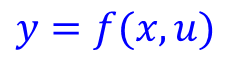 y = f(x, u)